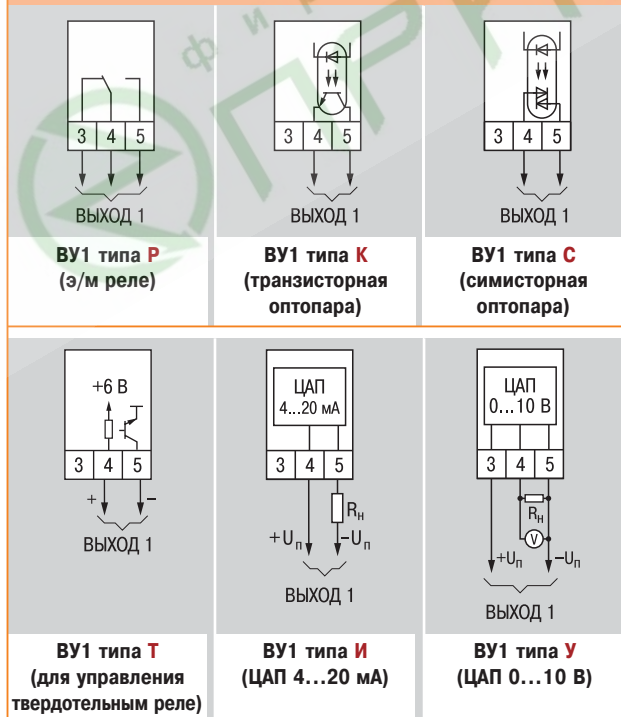 фирма ПРИ
3 4 5
ВЫХОД 1
ВУ1 типа Р
(э/м реле)
3 4 5
ВЫХОД 1
ВУ1 типа К
(транзисторная
оптопара)
3 4 5
ВЫХОД 1
ВУ1 типа С
(симисторная
оптопара)
+6 В
3 4 5
+ −
ВЫХОД 1
ВУ1 типа Т
(для управления
твердотельным реле)
ЦАП
4...20 мА
3 4 5
Rн
+Uп −Uп
ВЫХОД 1
ВУ1 типа И
(ЦАП 4...20 мА)
ЦАП
0...10 В
3 4 5
Rн
V
+Uп −Uп
ВЫХОД 1
ВУ1 типа У
(ЦАП 0...10 В)